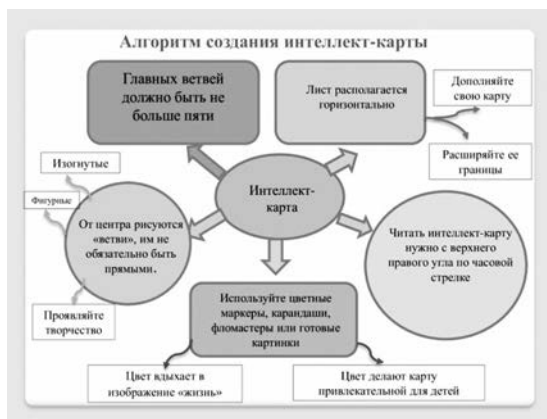 Алгоритм создания интеллект-карты
Главных ветвей
должно быть не
больше пяти
Лист располагается
горизонтально
Дополняйте
свою карту
Расширяйте ее
границы
Изогнутые
Фигурные
От центра рисуются
«ветви», им не
обязательно быть
прямыми.
Проявляйте
творчество
Интеллект-
карта
Читать интеллект-карту
нужно с верхнего
правого угла по часовой
стрелке
Используйте цветные
маркеры, карандаши,
фломастеры или готовые
картинки
Цвет вдыхает в
изображение «жизнь»
Цвет делают карту
привлекательной для детей